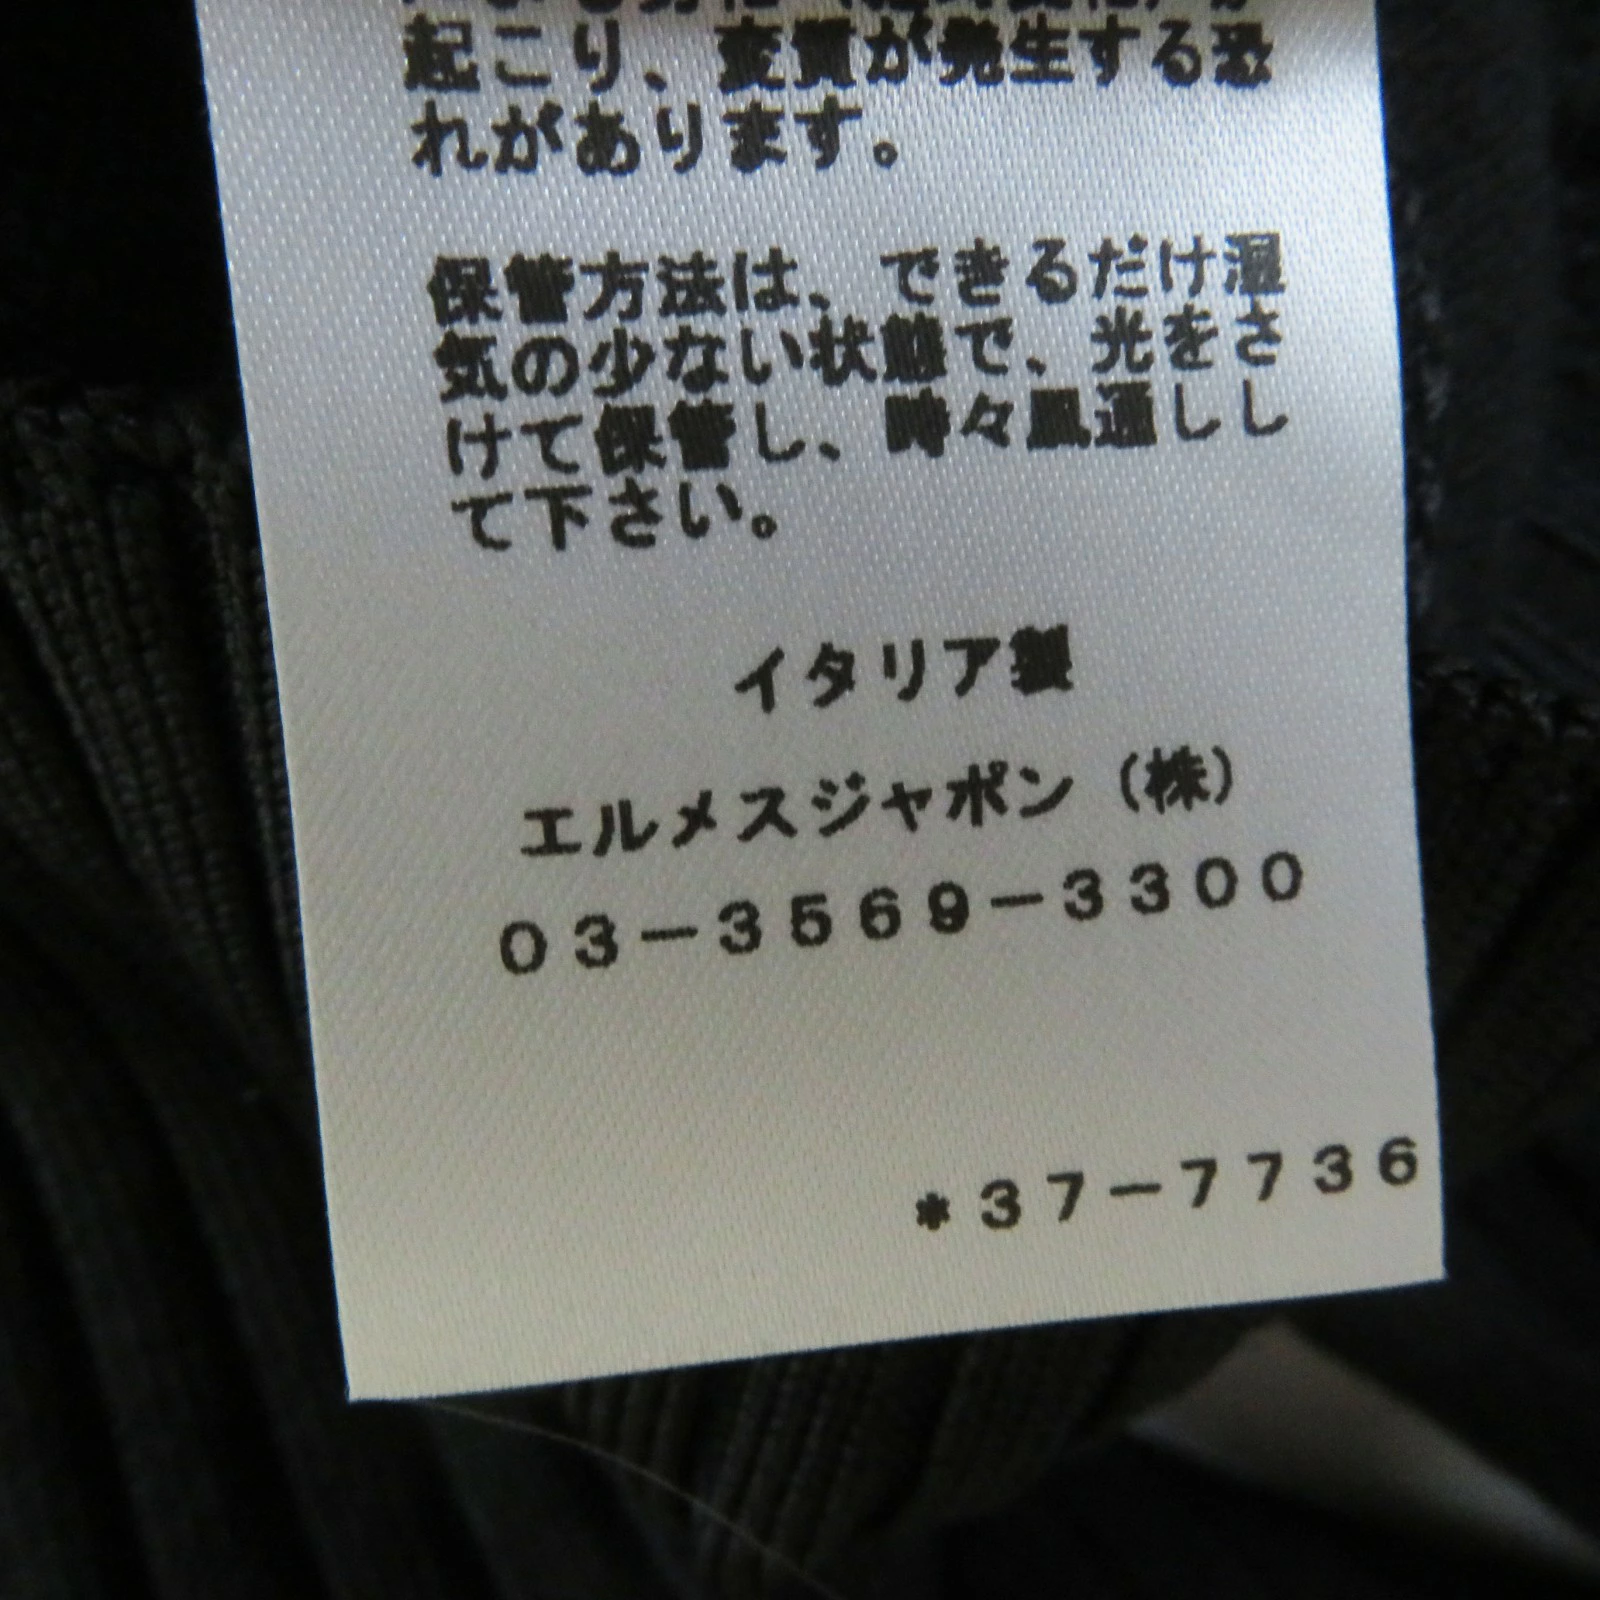 起こり、変質が発生する恐
れがあります。
保管方法は、できるだけ湿
気の少ない状態で、光をさ
けて保管し、時々風通しし
て下さい。
イタリア製
エルメスジャポン（株）
03-3569-3300
*37-7736